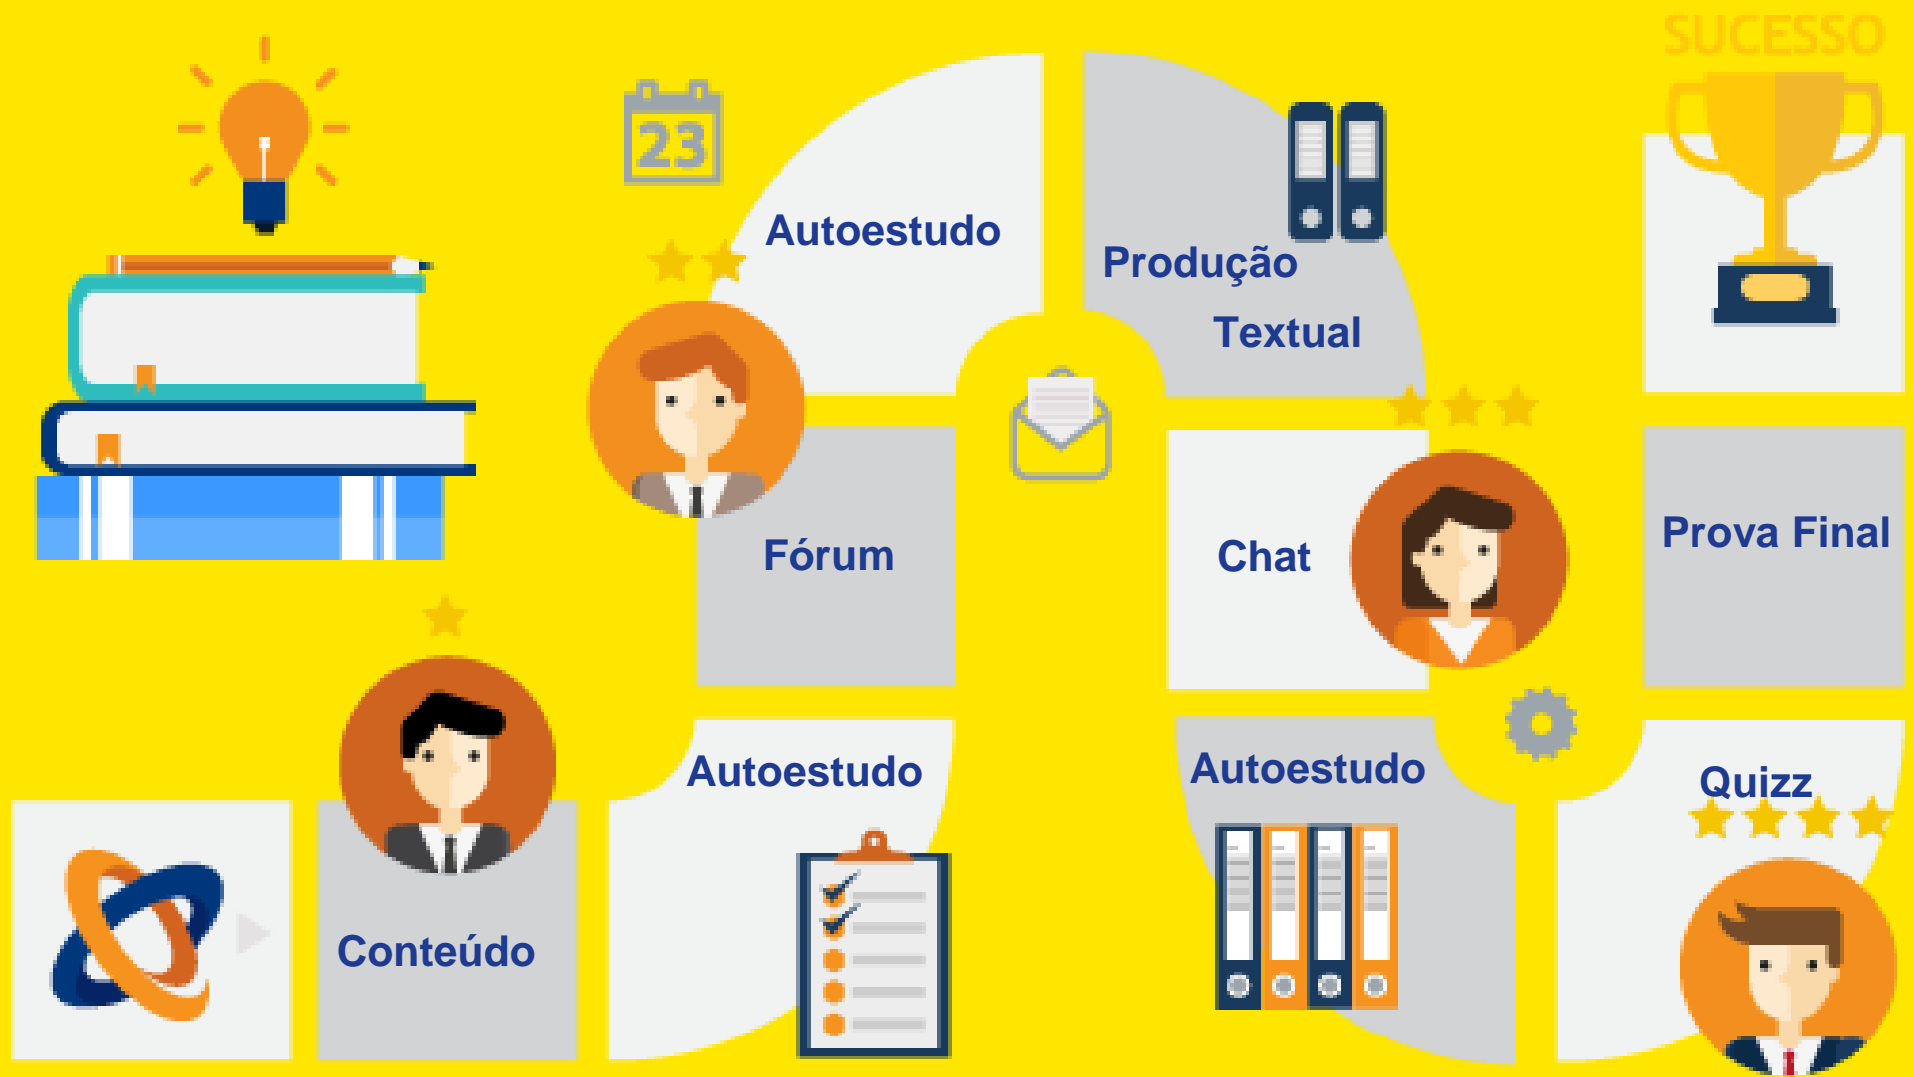 SUCESSO
23
Autoestudo
Produção
Textual
Fórum
Chat
Prova Final
Autoestudo
Autoestudo
Quizz
Conteúdo